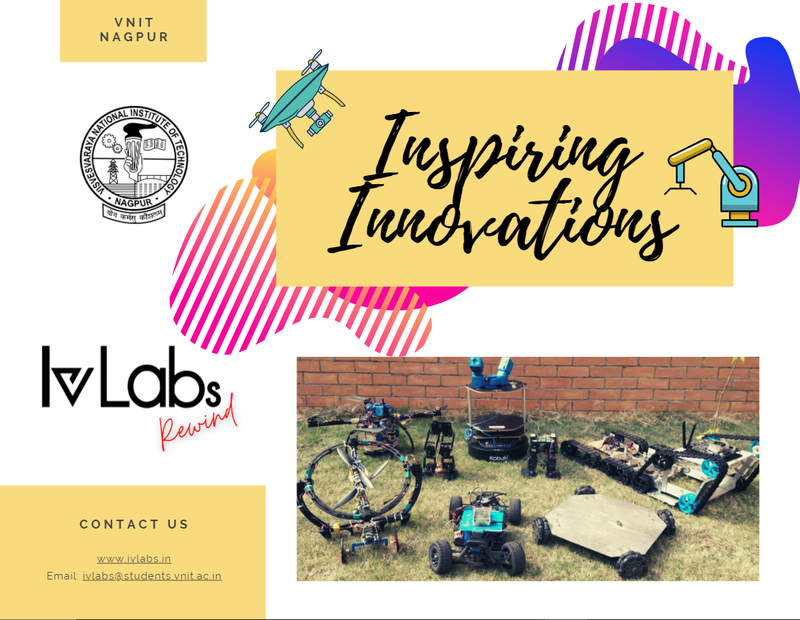 VNIT
NAGPUR
VISVESVARAYA NATIONAL INSTITUTE OF TECHNOLOGY
• NAGPUR •
योगः कर्मसु कौशलम्
Inspiring
Innovations
IvLabs
Rewind
Kobuki
CONTACT US
www.ivlabs.in
Email: ivlabs@students.vnit.ac.in